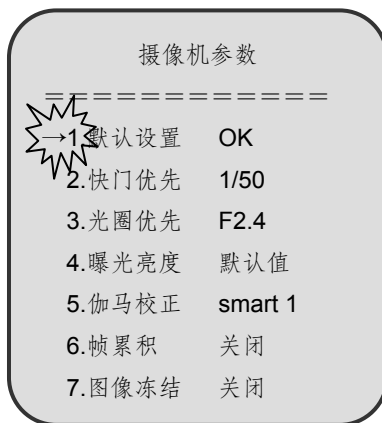 摄像机参数
============
→1.默认设置 OK
2.快门优先 1/50
3.光圈优先 F2.4
4.曝光亮度 默认值
5.伽马校正 smart 1
6.帧累积 关闭
7.图像冻结 关闭